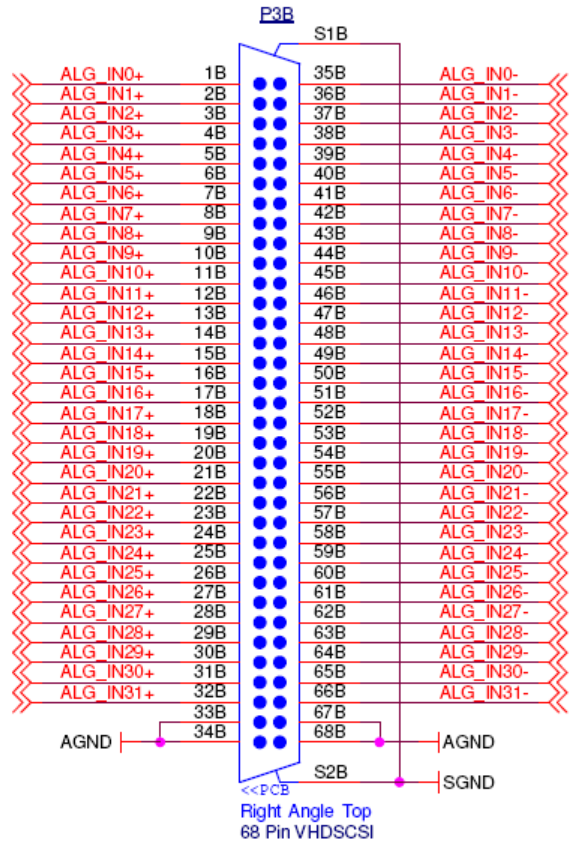 P3B
S1B
ALG_IN0+ 1B 35B ALG_IN0-
ALG_IN1+ 2B 36B ALG_IN1-
ALG_IN2+ 3B 37B ALG_IN2-
ALG_IN3+ 4B 38B ALG_IN3-
ALG_IN4+ 5B 39B ALG_IN4-
ALG_IN5+ 6B 40B ALG_IN5-
ALG_IN6+ 7B 41B ALG_IN6-
ALG_IN7+ 8B 42B ALG_IN7-
ALG_IN8+ 9B 43B ALG_IN8-
ALG_IN9+ 10B 44B ALG_IN9-
ALG_IN10+ 11B 45B ALG_IN10-
ALG_IN11+ 12B 46B ALG_IN11-
ALG_IN12+ 13B 47B ALG_IN12-
ALG_IN13+ 14B 48B ALG_IN13-
ALG_IN14+ 15B 49B ALG_IN14-
ALG_IN15+ 16B 50B ALG_IN15-
ALG_IN16+ 17B 51B ALG_IN16-
ALG_IN17+ 18B 52B ALG_IN17-
ALG_IN18+ 19B 53B ALG_IN18-
ALG_IN19+ 20B 54B ALG_IN19-
ALG_IN20+ 21B 55B ALG_IN20-
ALG_IN21+ 22B 56B ALG_IN21-
ALG_IN22+ 23B 57B ALG_IN22-
ALG_IN23+ 24B 58B ALG_IN23-
ALG_IN24+ 25B 59B ALG_IN24-
ALG_IN25+ 26B 60B ALG_IN25-
ALG_IN26+ 27B 61B ALG_IN26-
ALG_IN27+ 28B 62B ALG_IN27-
ALG_IN28+ 29B 63B ALG_IN28-
ALG_IN29+ 30B 64B ALG_IN29-
ALG_IN30+ 31B 65B ALG_IN30-
ALG_IN31+ 32B 66B ALG_IN31-
33B 67B
AGND 34B 68B AGND
S2B SGND
<<PCB
Right Angle Top
68 Pin VHDSCSI